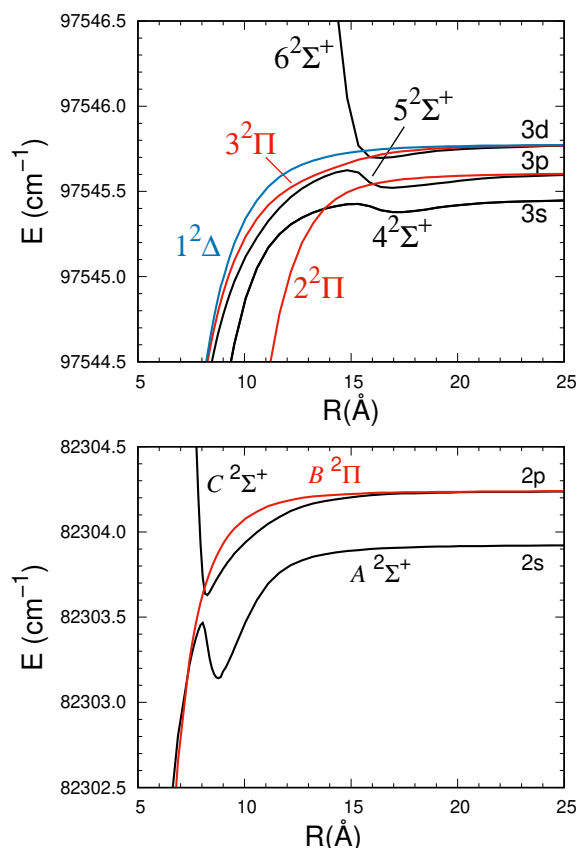 97546.5
6²Σ⁺
97546.0
5²Σ⁺
3d
3²Π
3p
97545.5
3s
E (cm⁻¹)
1²Δ
4²Σ⁺
2²Π
97545.0
97544.5
5 10 15 20 25
R(Å)
82304.5
C ²Σ⁺ B ²Π 2p
82304.0
A ²Σ⁺ 2s
82303.5
E (cm⁻¹)
82303.0
82302.5
5 10 15 20 25
R(Å)